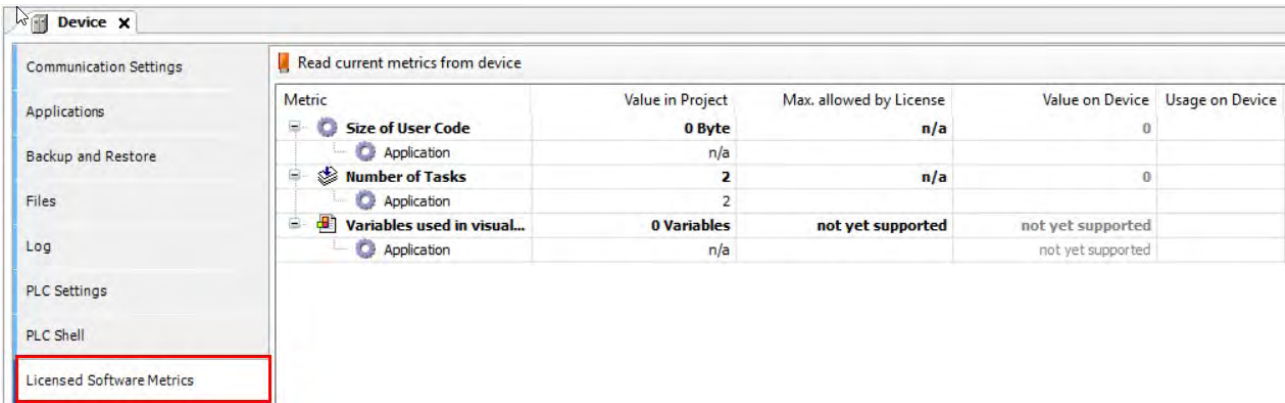 Device X
Communication Settings
Applications
Backup and Restore
Files
Log
PLC Settings
PLC Shell
Licensed Software Metrics
Read current metrics from device
Metric Value in Project Max. allowed by License Value on Device Usage on Device
Size of User Code 0 Byte n/a 0
Application n/a
Number of Tasks 2 n/a 0
Application 2
Variables used in visual... 0 Variables not yet supported not yet supported
Application n/a not yet supported